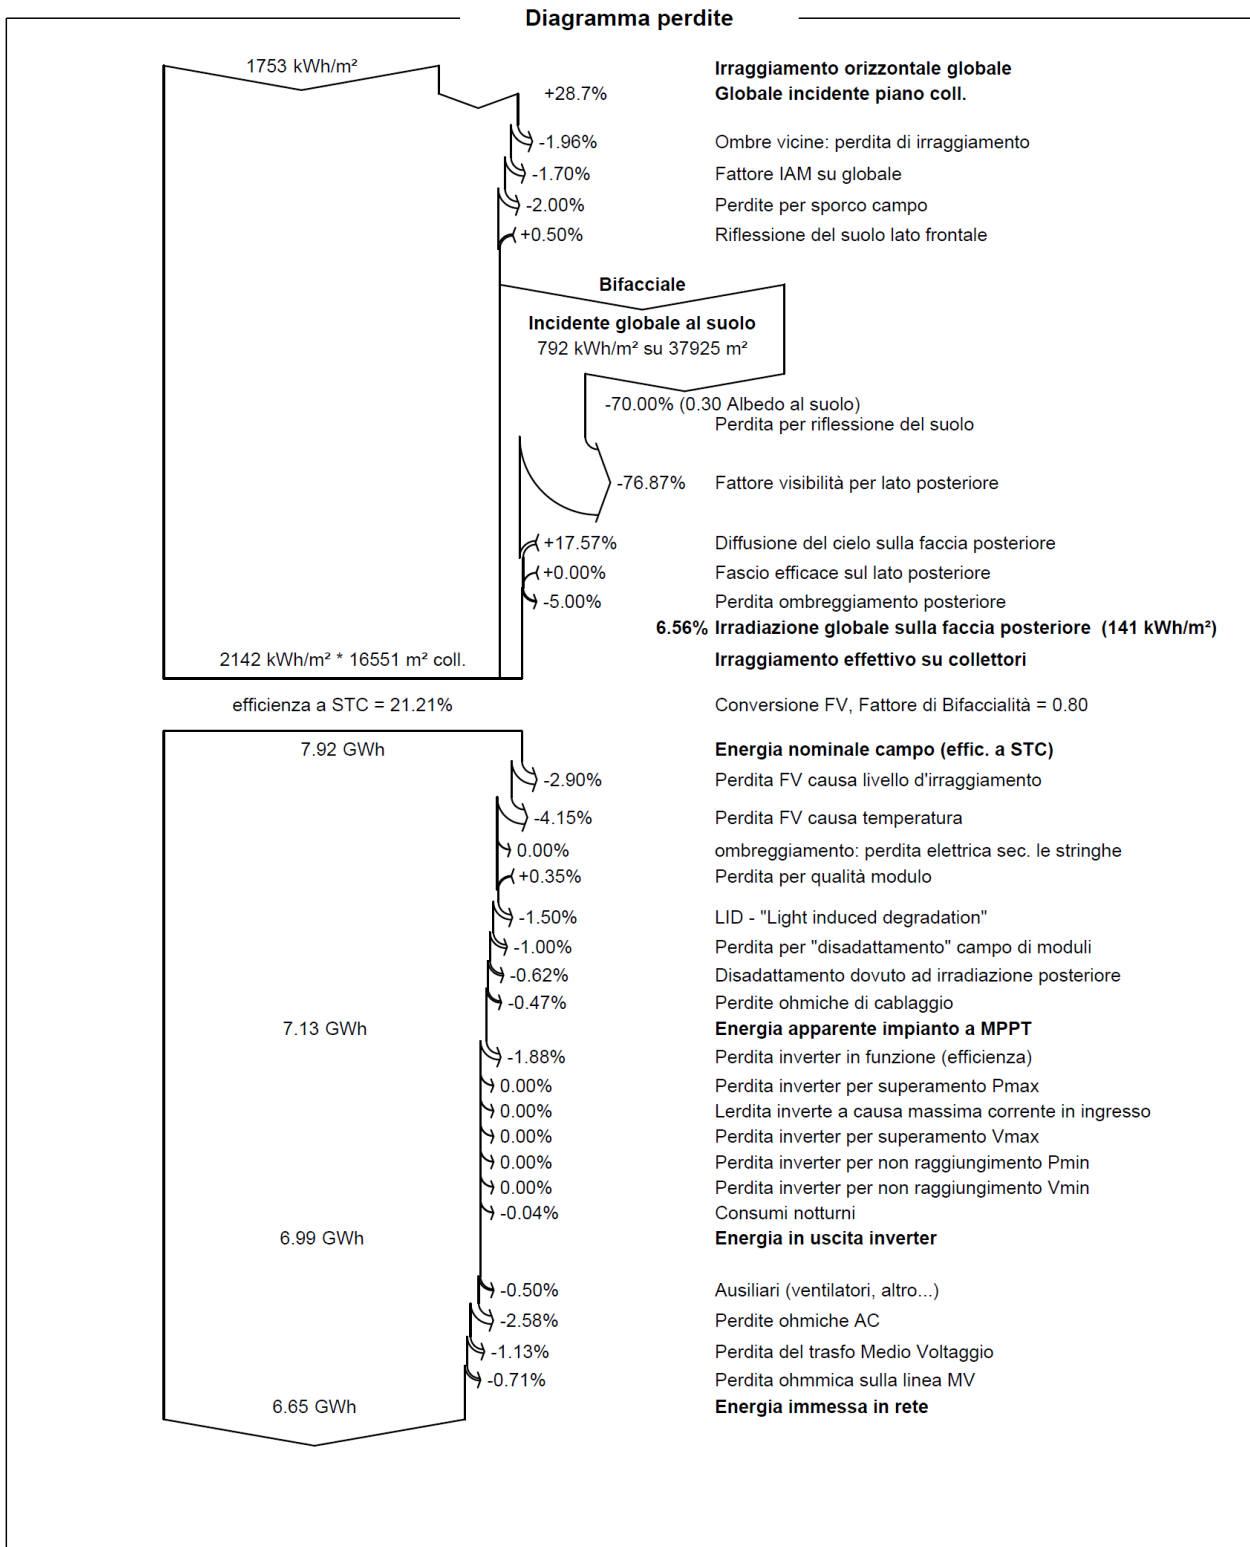 Diagramma perdite
1753 kWh/m²
Irraggiamento orizzontale globale
+28.7% Globale incidente piano coll.
-1.96% Ombre vicine: perdita di irraggiamento
-1.70% Fattore IAM su globale
-2.00% Perdite per sporco campo
+0.50% Riflessione del suolo lato frontale
Bifacciale
Incidente globale al suolo
792 kWh/m² su 37925 m²
-70.00% (0.30 Albedo al suolo)
Perdita per riflessione del suolo
-76.87% Fattore visibilità per lato posteriore
+17.57% Diffusione del cielo sulla faccia posteriore
+0.00% Fascio efficace sul lato posteriore
-5.00% Perdita ombreggiamento posteriore
6.56% Irradiazione globale sulla faccia posteriore (141 kWh/m²)
2142 kWh/m² * 16551 m² coll. Irraggiamento effettivo su collettori
efficienza a STC = 21.21% Conversione FV, Fattore di Bifaccialità = 0.80
7.92 GWh Energia nominale campo (effic. a STC)
-2.90% Perdita FV causa livello d'irraggiamento
-4.15% Perdita FV causa temperatura
0.00% ombreggiamento: perdita elettrica sec. le stringhe
+0.35% Perdita per qualità modulo
-1.50% LID - "Light induced degradation"
-1.00% Perdita per "disadattamento" campo di moduli
-0.62% Disadattamento dovuto ad irradiazione posteriore
-0.47% Perdite ohmiche di cablaggio
7.13 GWh Energia apparente impianto a MPPT
-1.88% Perdita inverter in funzione (efficienza)
0.00% Perdita inverter per superamento Pmax
0.00% Lerdita inverte a causa massima corrente in ingresso
0.00% Perdita inverter per superamento Vmax
0.00% Perdita inverter per non raggiungimento Pmin
0.00% Perdita inverter per non raggiungimento Vmin
-0.04% Consumi notturni
6.99 GWh Energia in uscita inverter
-0.50% Ausiliari (ventilatori, altro...)
-2.58% Perdite ohmiche AC
-1.13% Perdita del trasfo Medio Voltaggio
-0.71% Perdita ohmmica sulla linea MV
6.65 GWh Energia immessa in rete